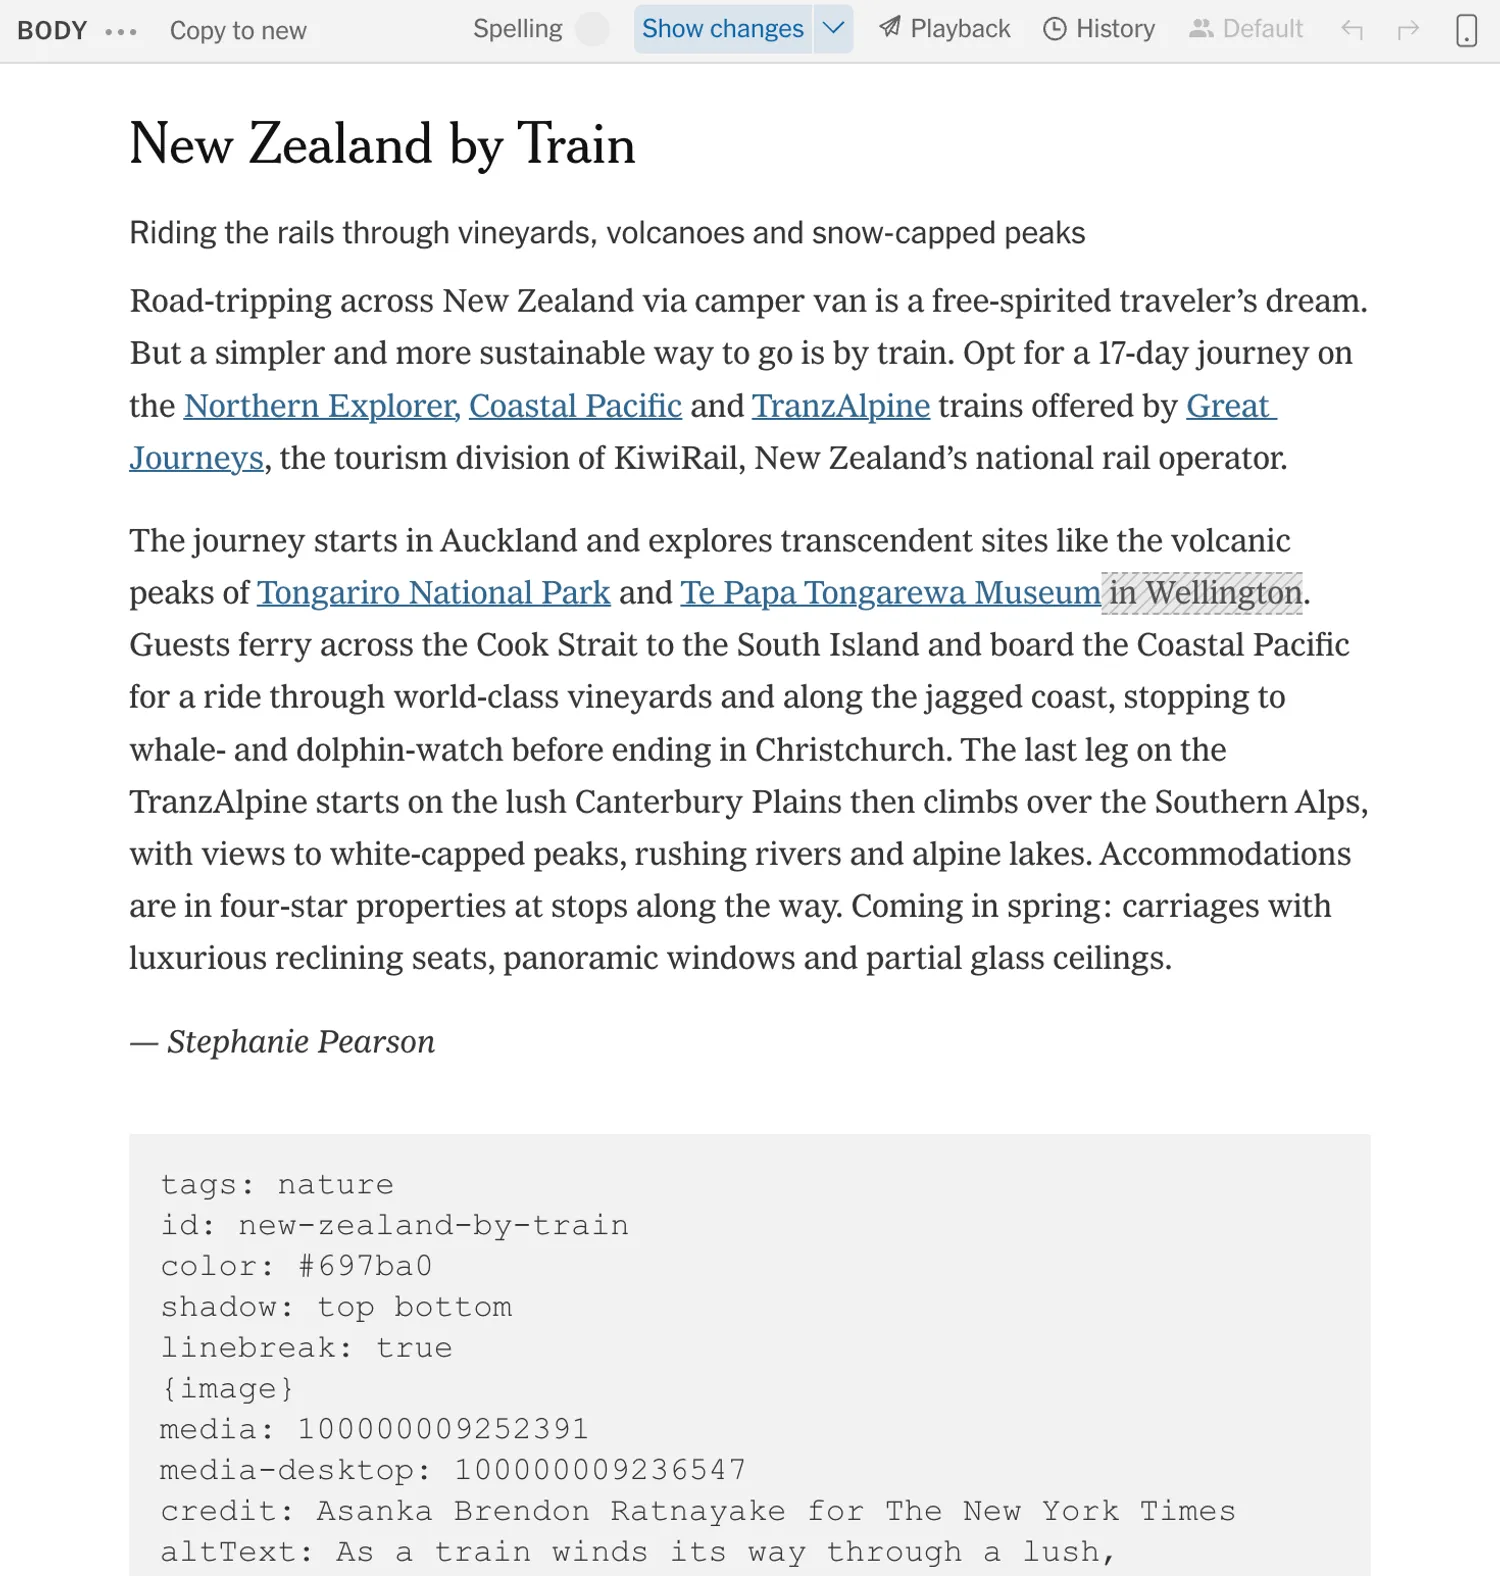 BODY ••• Copy to new Spelling Show changes Playback History Default
New Zealand by Train
Riding the rails through vineyards, volcanoes and snow-capped peaks
Road-tripping across New Zealand via camper van is a free-spirited traveler’s dream.
But a simpler and more sustainable way to go is by train. Opt for a 17-day journey on
the Northern Explorer, Coastal Pacific and TranzAlpine trains offered by Great
Journeys, the tourism division of KiwiRail, New Zealand’s national rail operator.
The journey starts in Auckland and explores transcendent sites like the volcanic
peaks of Tongariro National Park and Te Papa Tongarewa Museum in Wellington.
Guests ferry across the Cook Strait to the South Island and board the Coastal Pacific
for a ride through world-class vineyards and along the jagged coast, stopping to
whale- and dolphin-watch before ending in Christchurch. The last leg on the
TranzAlpine starts on the lush Canterbury Plains then climbs over the Southern Alps,
with views to white-capped peaks, rushing rivers and alpine lakes. Accommodations
are in four-star properties at stops along the way. Coming in spring: carriages with
luxurious reclining seats, panoramic windows and partial glass ceilings.
— Stephanie Pearson
tags: nature
id: new-zealand-by-train
color: #697ba0
shadow: top bottom
linebreak: true
{image}
media: 100000009252391
media-desktop: 100000009236547
credit: Asanka Brendon Ratnayake for The New York Times
altText: As a train winds its way through a lush,